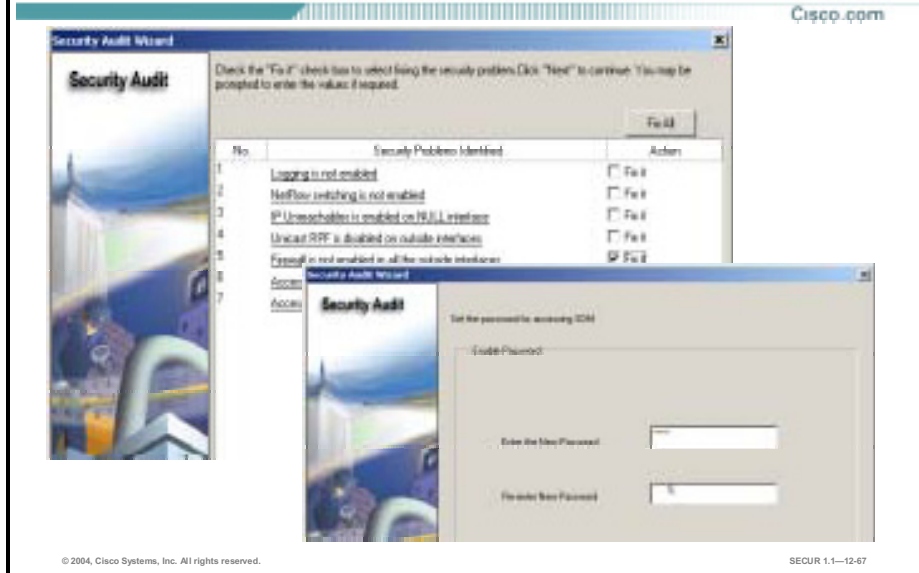 Cisco.com
Security Audit Wizard
Security Audit
Check the "Fix it" check box to select fixing the security problem. Click "Next" to continue. You may be
prompted to enter the values if required.
Fix All
No. Security Problems Identified Action
1 Logging is not enabled Fix it
2 NetFlow switching is not enabled Fix it
3 IP Unreachables is enabled on NULL interface Fix it
4 Unicast RPF is disabled on outside interfaces Fix it
5 Firewall is not enabled in all the outside interfaces Fix it
6
7
Security Audit Wizard
Security Audit
Set the password for accessing SDM
Enable Password
Enter the New Password
Re-enter New Password
© 2004, Cisco Systems, Inc. All rights reserved.
SECUR 1.1—12-67